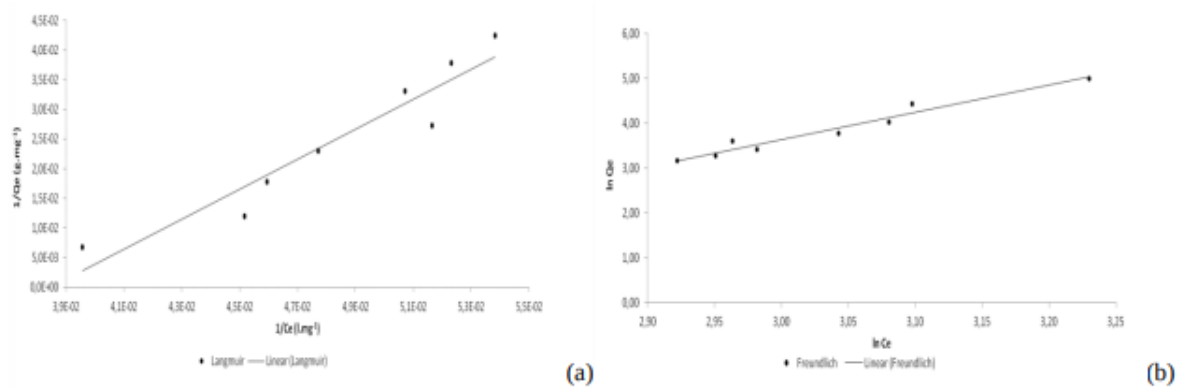 4,5E-02
4,0E-02
3,5E-02
3,0E-02
2,5E-02
2,0E-02
1,5E-02
1,0E-02
5,0E-03
0,0E+00
1/Qe (g.mg⁻¹)
3,9E-02 4,1E-02 4,3E-02 4,5E-02 4,7E-02 4,9E-02 5,1E-02 5,3E-02 5,5E-02
1/Ce (l.mg⁻¹)
Langmuir Linear (Langmuir)
(a)
6,00
5,00
4,00
3,00
2,00
1,00
0,00
ln Qe
2,90 2,95 3,00 3,05 3,10 3,15 3,20 3,25
ln Ce
Freundlich Linear (Freundlich)
(b)